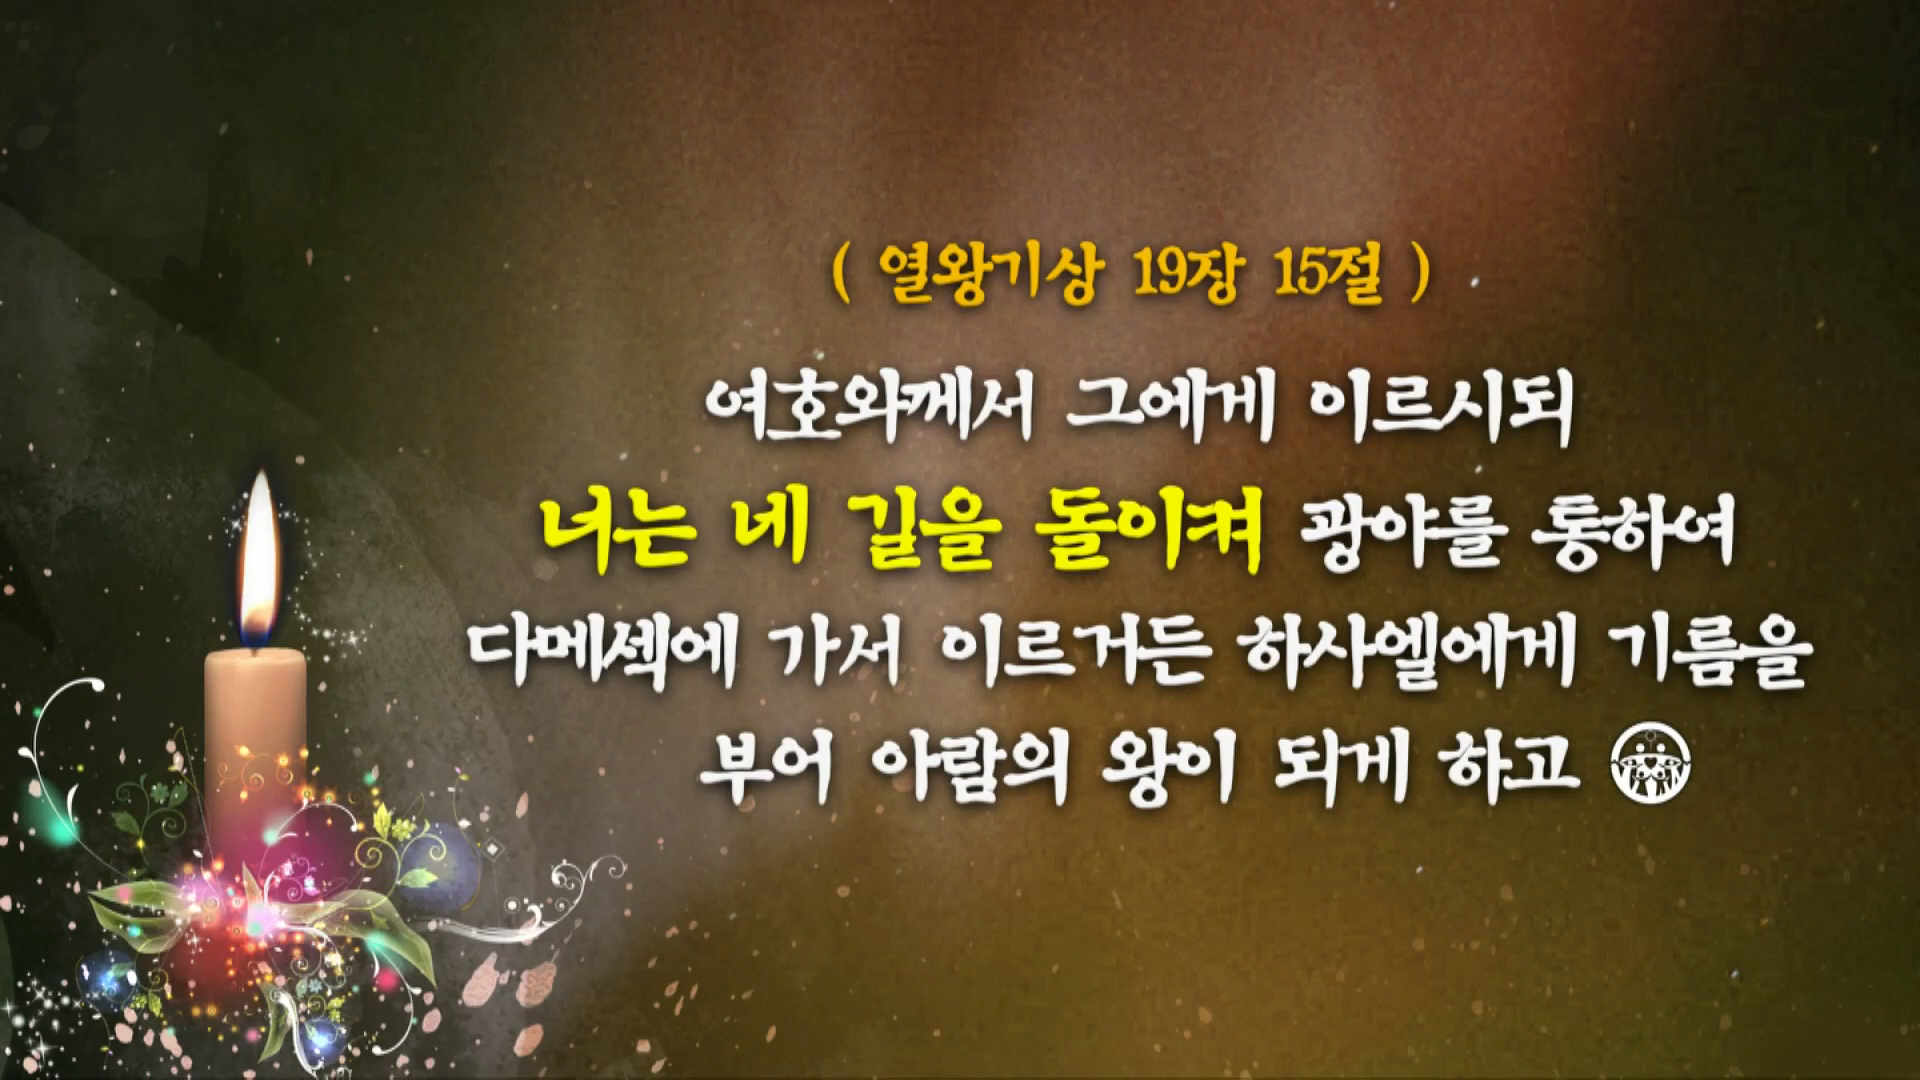 ( 열왕기상 19장 15절 )
여호와께서 그에게 이르시되
너는 네 길을 돌이켜 광야를 통하여
다메섹에 가서 이르거든 하사엘에게 기름을
부어 아람의 왕이 되게 하고